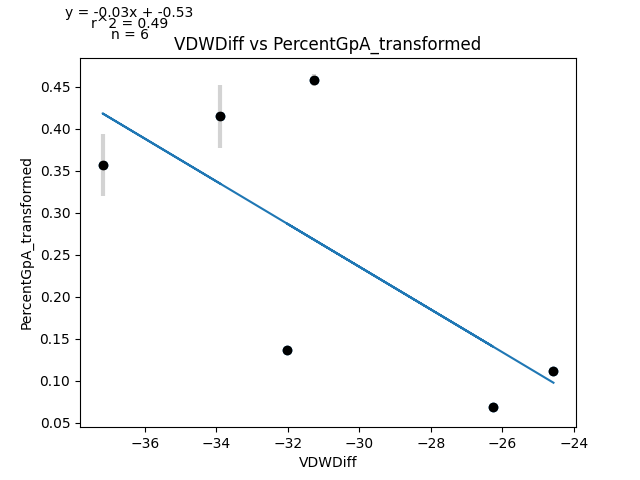 y = -0.03x + -0.53
r^2 = 0.49
n = 6
VDWDiff vs PercentGpA_transformed
PercentGpA_transformed
0.45
0.40
0.35
0.30
0.25
0.20
0.15
0.10
0.05
−36
−34
−32
−30
−28
−26
−24
VDWDiff